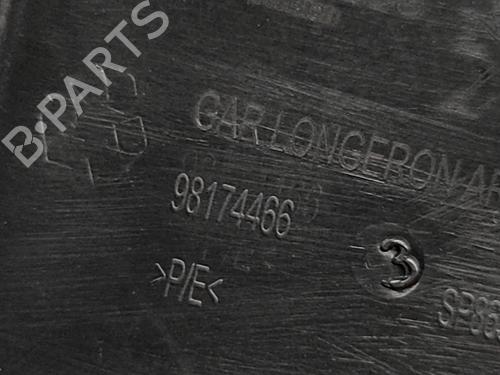 B-PARTS
GAR LONGERON AR
98174466
3
>P/E<